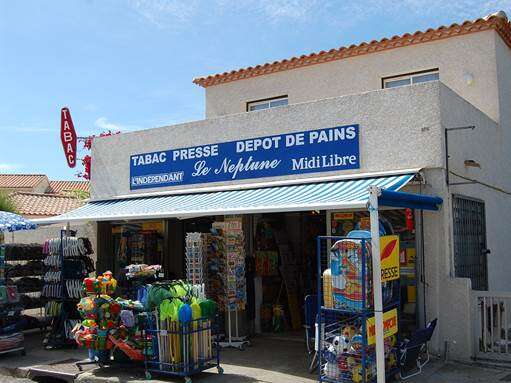 TABAC
TABAC PRESSE DEPOT DE PAINS
L'INDEPENDANT Le Neptune Midi Libre
PRESSE